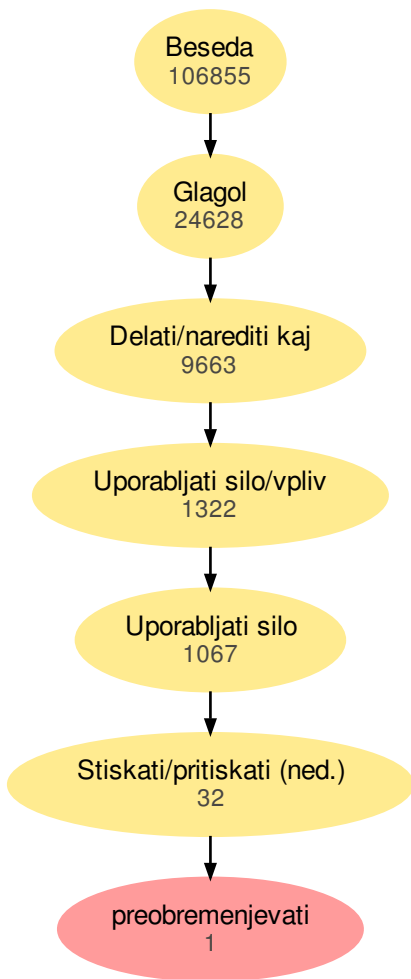 Beseda
106855
Glagol
24628
Delati/narediti kaj
9663
Uporabljati silo/vpliv
1322
Uporabljati silo
1067
Stiskati/pritiskati (ned.)
32
preobremenjevati
1